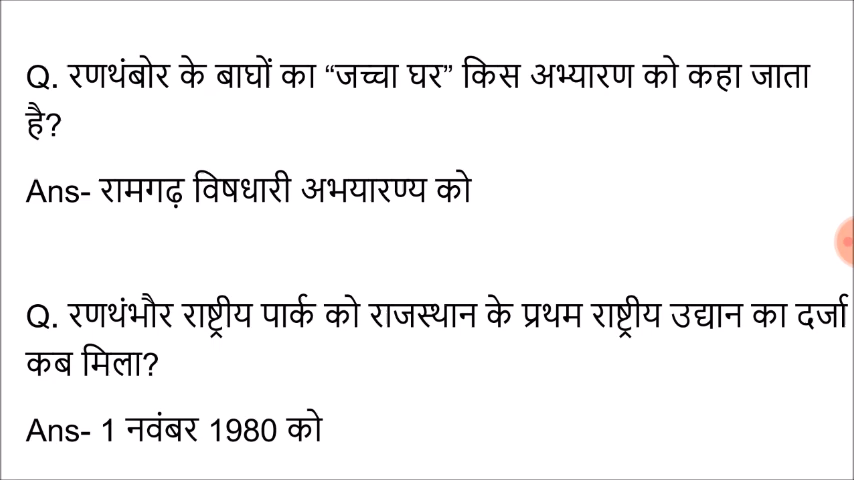 Q. रणथंबोर के बाघों का “जच्चा घर” किस अभ्यारण को कहा जाता
है?
Ans- रामगढ़ विषधारी अभयारण्य को
Q. रणथंभौर राष्ट्रीय पार्क को राजस्थान के प्रथम राष्ट्रीय उद्यान का दर्जा
कब मिला?
Ans- 1 नवंबर 1980 को